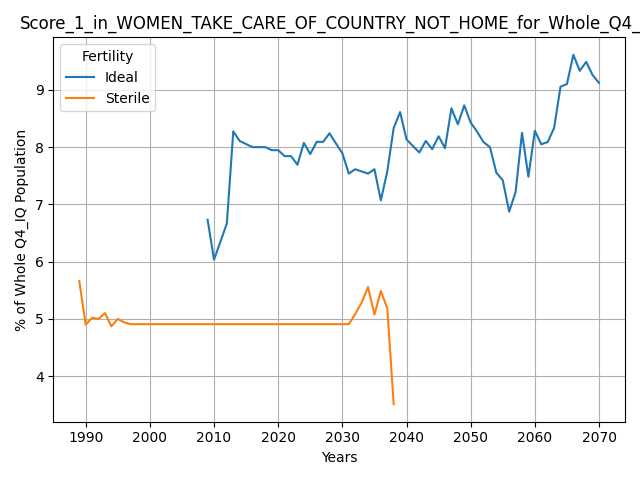 Score_1_in_WOMEN_TAKE_CARE_OF_COUNTRY_NOT_HOME_for_Whole_Q4_
Fertility
Ideal
Sterile
% of Whole Q4_IQ Population
9
8
7
6
5
4
1990 2000 2010 2020 2030 2040 2050 2060 2070
Years